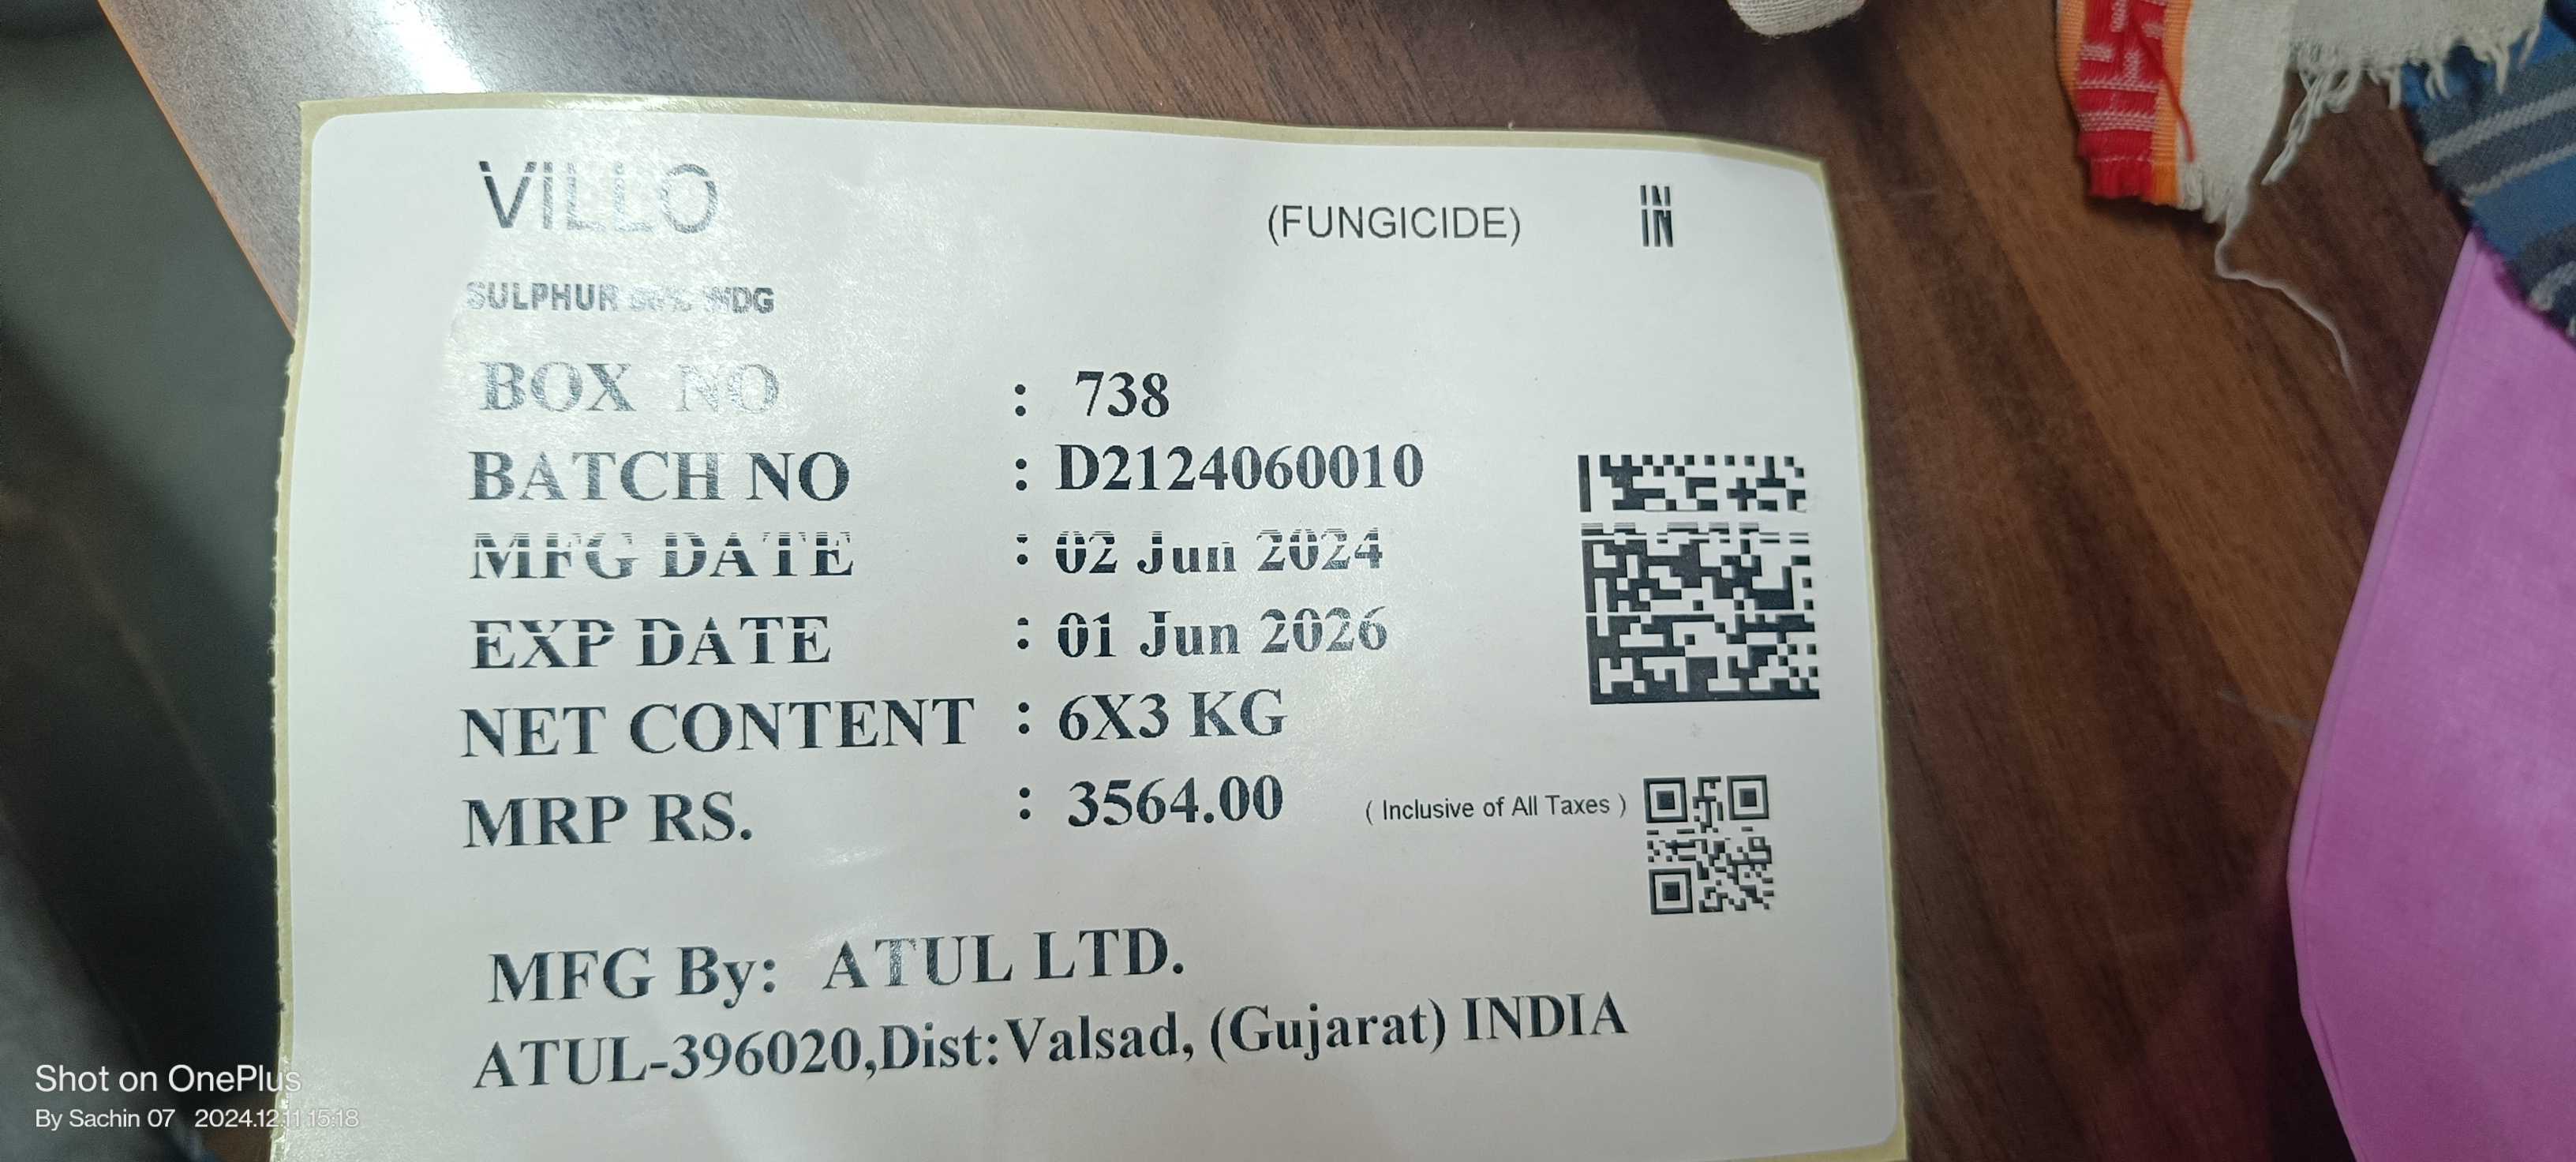 VILLO (FUNGICIDE) IN
SULPHUR WDG
BOX NO : 738
BATCH NO : D2124060010
MFG DATE : 02 Jun 2024
EXP DATE : 01 Jun 2026
NET CONTENT : 6X3 KG
MRP RS. : 3564.00 ( Inclusive of All Taxes )
MFG By: ATUL LTD.
ATUL-396020,Dist:Valsad, (Gujarat) INDIA
Shot on OnePlus
By Sachin 07 2024.12.11 15:18